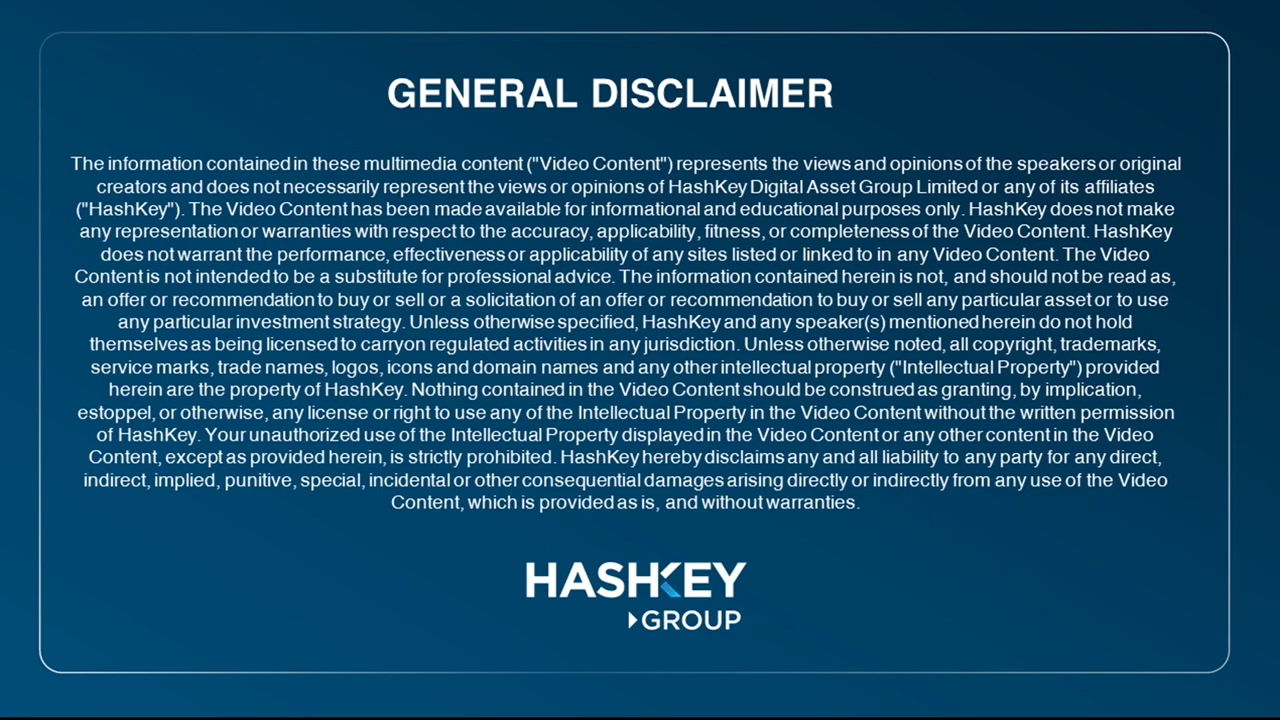 GENERAL DISCLAIMER
The information contained in these multimedia content ("Video Content") represents the views and opinions of the speakers or original
creators and does not necessarily represent the views or opinions of HashKey Digital Asset Group Limited or any of its affiliates
("HashKey"). The Video Content has been made available for informational and educational purposes only. HashKey does not make
any representation or warranties with respect to the accuracy, applicability, fitness, or completeness of the Video Content. HashKey
does not warrant the performance, effectiveness or applicability of any sites listed or linked to in any Video Content. The Video
Content is not intended to be a substitute for professional advice. The information contained herein is not, and should not be read as,
an offer or recommendation to buy or sell or a solicitation of an offer or recommendation to buy or sell any particular asset or to use
any particular investment strategy. Unless otherwise specified, HashKey and any speaker(s) mentioned herein do not hold
themselves as being licensed to carryon regulated activities in any jurisdiction. Unless otherwise noted, all copyright, trademarks,
service marks, trade names, logos, icons and domain names and any other intellectual property ("Intellectual Property") provided
herein are the property of HashKey. Nothing contained in the Video Content should be construed as granting, by implication,
estoppel, or otherwise, any license or right to use any of the Intellectual Property in the Video Content without the written permission
of HashKey. Your unauthorized use of the Intellectual Property displayed in the Video Content or any other content in the Video
Content, except as provided herein, is strictly prohibited. HashKey hereby disclaims any and all liability to any party for any direct,
indirect, implied, punitive, special, incidental or other consequential damages arising directly or indirectly from any use of the Video
Content, which is provided as is, and without warranties.
HASHKEY
GROUP